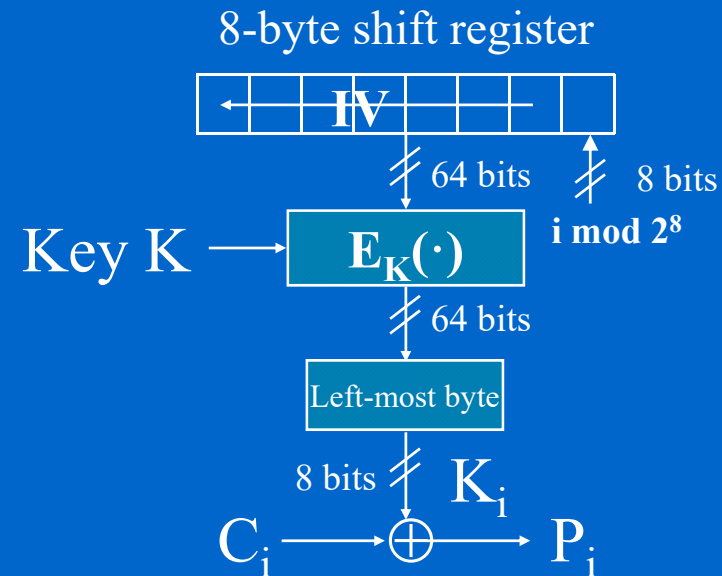 8-byte shift register
IV
64 bits
8 bits
i mod 2⁸
Key K
E_K(·)
64 bits
Left-most byte
8 bits
K_i
C_i
P_i